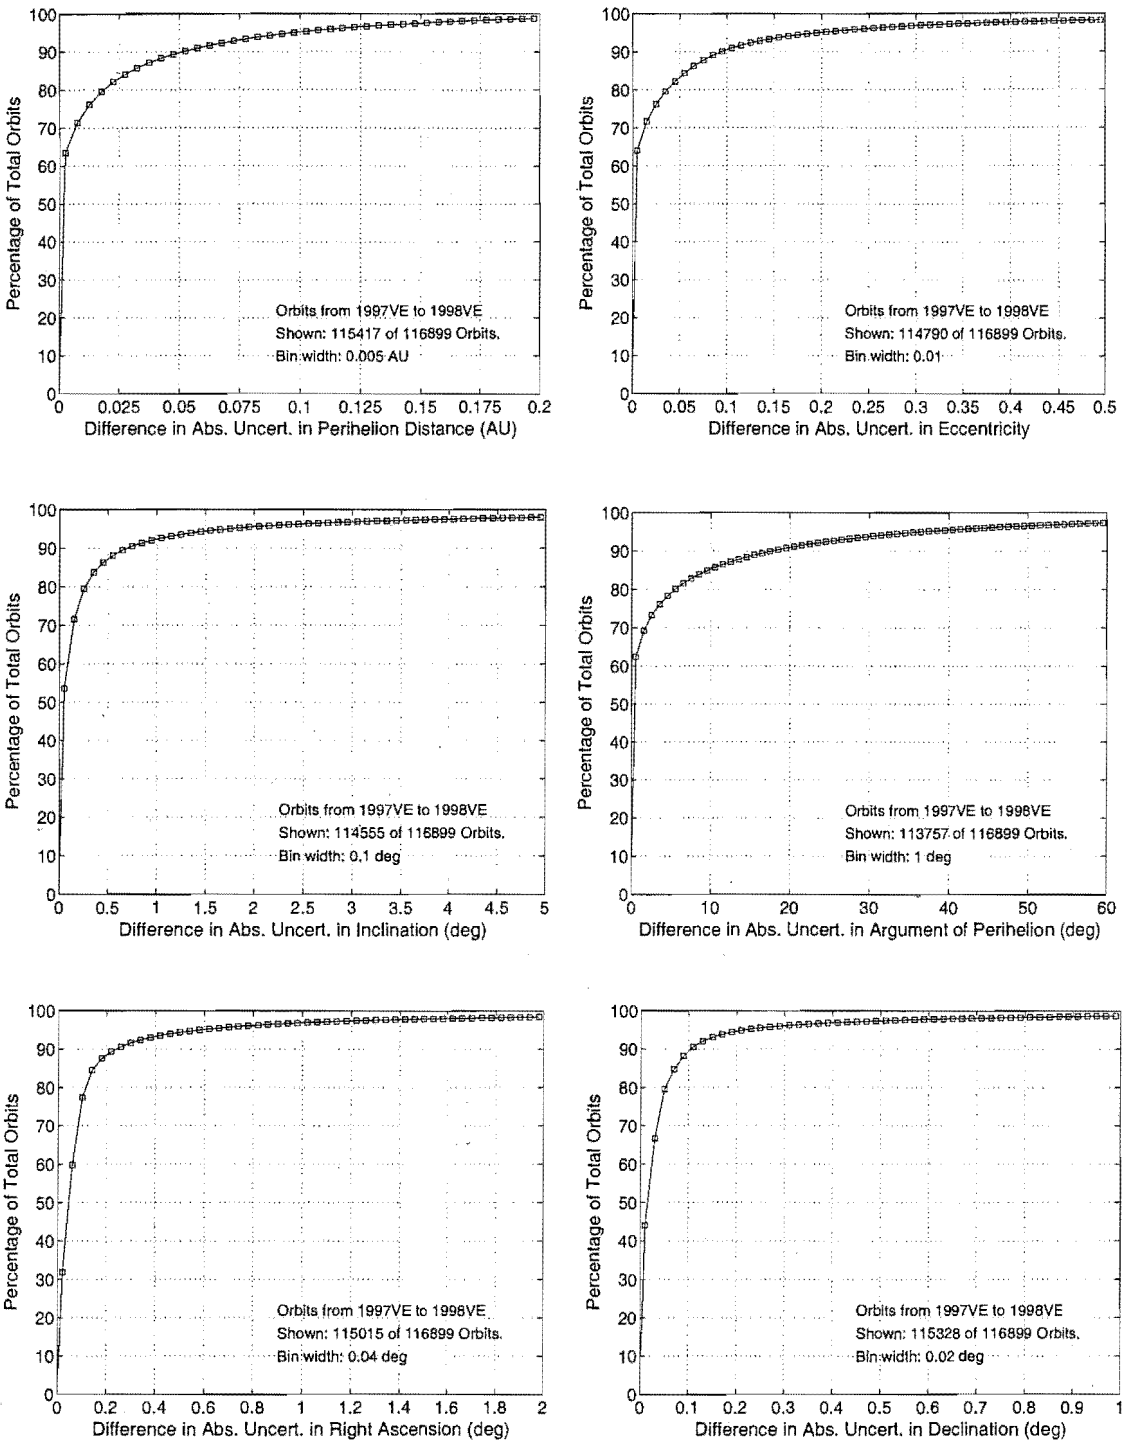 Percentage of Total Orbits
100
90
80
70
60
50
40
30
20
10
0
Orbits from 1997VE to 1998VE
Shown: 115417 of 116899 Orbits.
Bin width: 0.005 AU
0 0.025 0.05 0.075 0.1 0.125 0.15 0.175 0.2
Difference in Abs. Uncert. in Perihelion Distance (AU)
Percentage of Total Orbits
100
90
80
70
60
50
40
30
20
10
0
Orbits from 1997VE to 1998VE
Shown: 114790 of 116899 Orbits.
Bin width: 0.01
0 0.05 0.1 0.15 0.2 0.25 0.3 0.35 0.4 0.45 0.5
Difference in Abs. Uncert. in Eccentricity
Percentage of Total Orbits
100
90
80
70
60
50
40
30
20
10
0
Orbits from 1997VE to 1998VE
Shown: 114555 of 116899 Orbits.
Bin width: 0.1 deg
0 0.5 1 1.5 2 2.5 3 3.5 4 4.5 5
Difference in Abs. Uncert. in Inclination (deg)
Percentage of Total Orbits
100
90
80
70
60
50
40
30
20
10
0
Orbits from 1997VE to 1998VE
Shown: 113757 of 116899 Orbits.
Bin width: 1 deg
0 10 20 30 40 50 60
Difference in Abs. Uncert. in Argument of Perihelion (deg)
Percentage of Total Orbits
100
90
80
70
60
50
40
30
20
10
0
Orbits from 1997VE to 1998VE
Shown: 115015 of 116899 Orbits.
Bin width: 0.04 deg
0 0.2 0.4 0.6 0.8 1 1.2 1.4 1.6 1.8 2
Difference in Abs. Uncert. in Right Ascension (deg)
Percentage of Total Orbits
100
90
80
70
60
50
40
30
20
10
0
Orbits from 1997VE to 1998VE
Shown: 115328 of 116899 Orbits.
Bin width: 0.02 deg
0 0.1 0.2 0.3 0.4 0.5 0.6 0.7 0.8 0.9 1
Difference in Abs. Uncert. in Declination (deg)